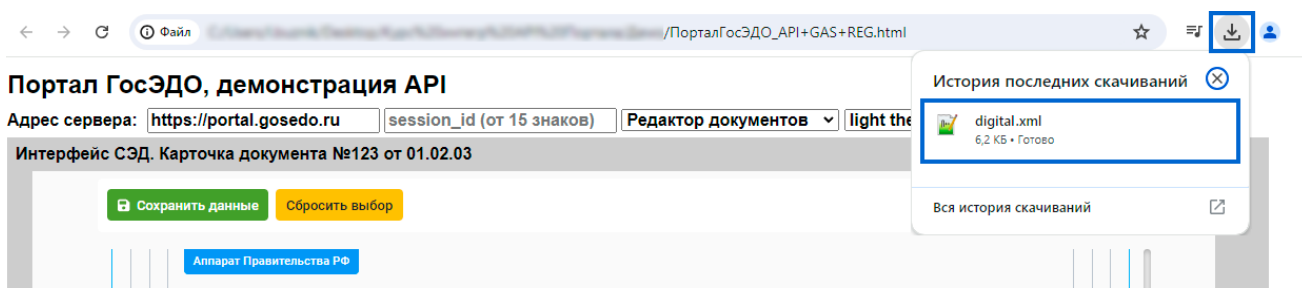 Файл /ПорталГосЭДО_API+GAS+REG.html
Портал ГосЭДО, демонстрация API
История последних скачиваний
Адрес сервера: https://portal.gosedo.ru session_id (от 15 знаков) Редактор документов light the
digital.xml
6,2 КБ • Готово
Интерфейс СЭД. Карточка документа №123 от 01.02.03
Сохранить данные Сбросить выбор
Вся история скачиваний
Аппарат Правительства РФ